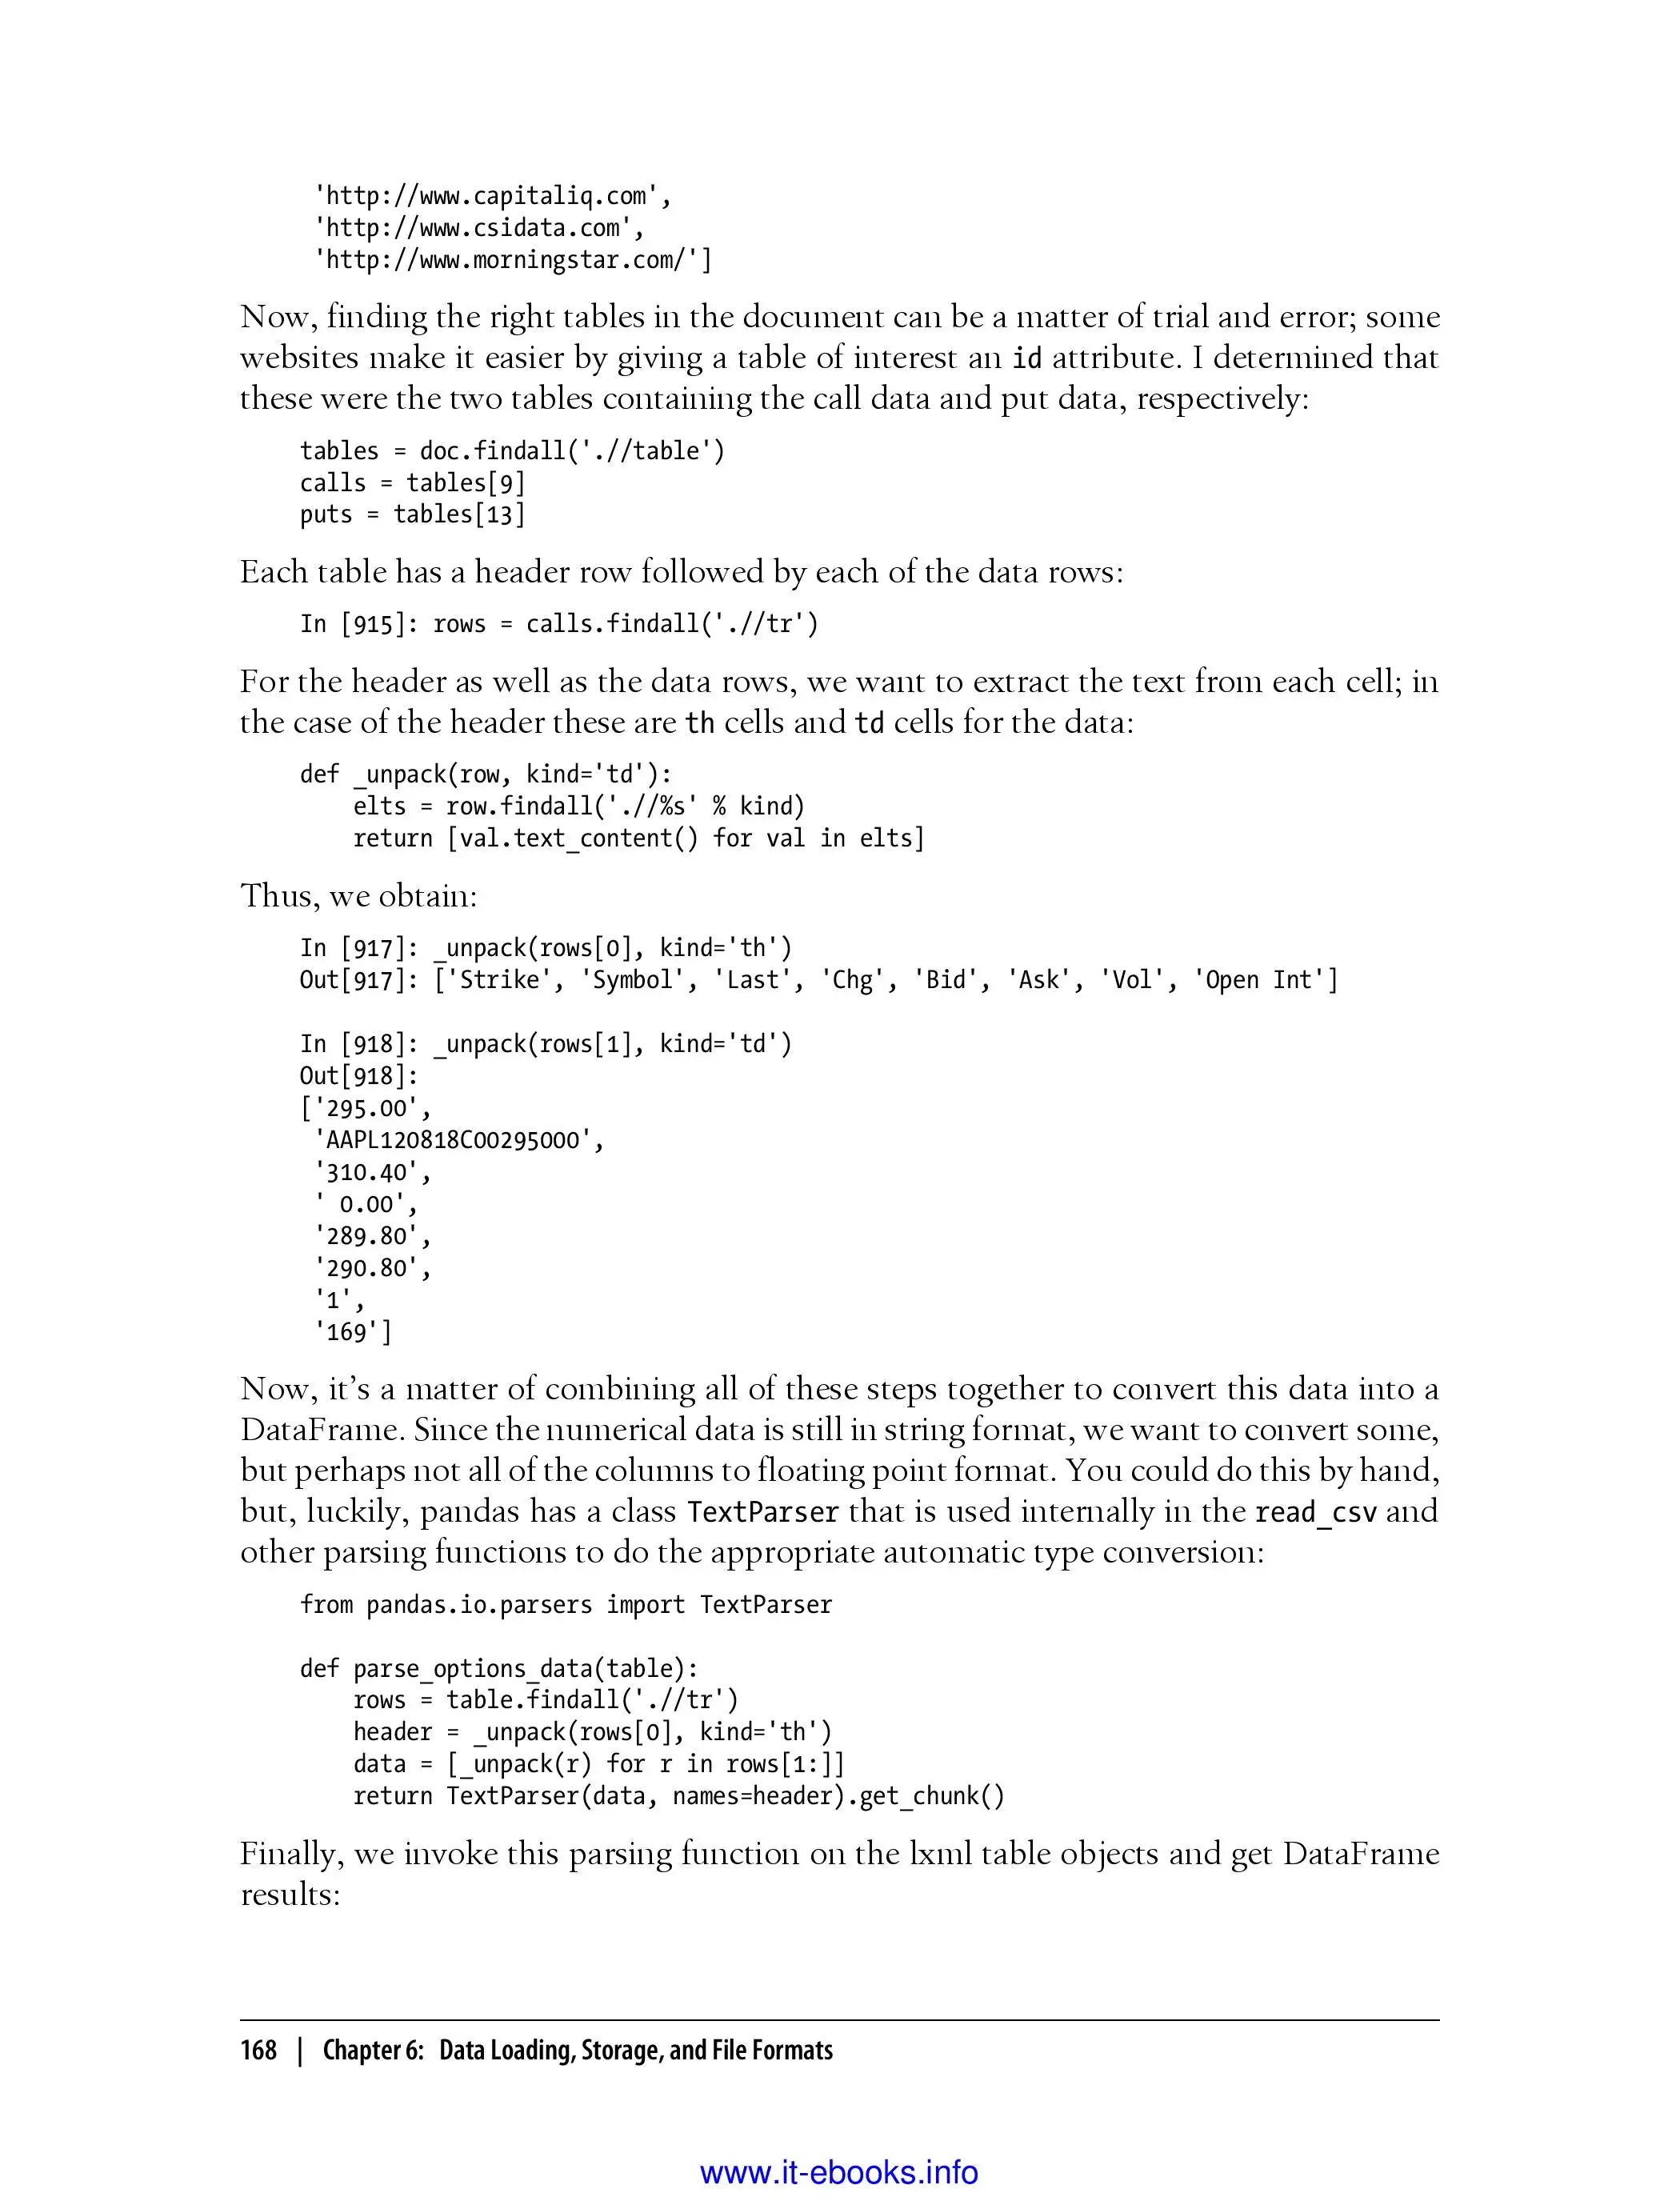 'http://www.capitaliq.com',
'http://www.csidata.com',
'http://www.morningstar.com/']
Now, finding the right tables in the document can be a matter of trial and error; some
websites make it easier by giving a table of interest an id attribute. I determined that
these were the two tables containing the call data and put data, respectively:
tables = doc.findall('.//table')
calls = tables[9]
puts = tables[13]
Each table has a header row followed by each of the data rows:
In [915]: rows = calls.findall('.//tr')
For the header as well as the data rows, we want to extract the text from each cell; in
the case of the header these are th cells and td cells for the data:
def _unpack(row, kind='td'):
    elts = row.findall('.//%s' % kind)
    return [val.text_content() for val in elts]
Thus, we obtain:
In [917]: _unpack(rows[0], kind='th')
Out[917]: ['Strike', 'Symbol', 'Last', 'Chg', 'Bid', 'Ask', 'Vol', 'Open Int']
In [918]: _unpack(rows[1], kind='td')
Out[918]:
['295.00',
 'AAPL120818C00295000',
 '310.40',
 ' 0.00',
 '289.80',
 '290.80',
 '1',
 '169']
Now, it's a matter of combining all of these steps together to convert this data into a
DataFrame. Since the numerical data is still in string format, we want to convert some,
but perhaps not all of the columns to floating point format. You could do this by hand,
but, luckily, pandas has a class TextParser that is used internally in the read_csv and
other parsing functions to do the appropriate automatic type conversion:
from pandas.io.parsers import TextParser
def parse_options_data(table):
    rows = table.findall('.//tr')
    header = _unpack(rows[0], kind='th')
    data = [_unpack(r) for r in rows[1:]]
    return TextParser(data, names=header).get_chunk()
Finally, we invoke this parsing function on the lxml table objects and get DataFrame
results:
168 | Chapter 6: Data Loading, Storage, and File Formats
www.it-ebooks.info